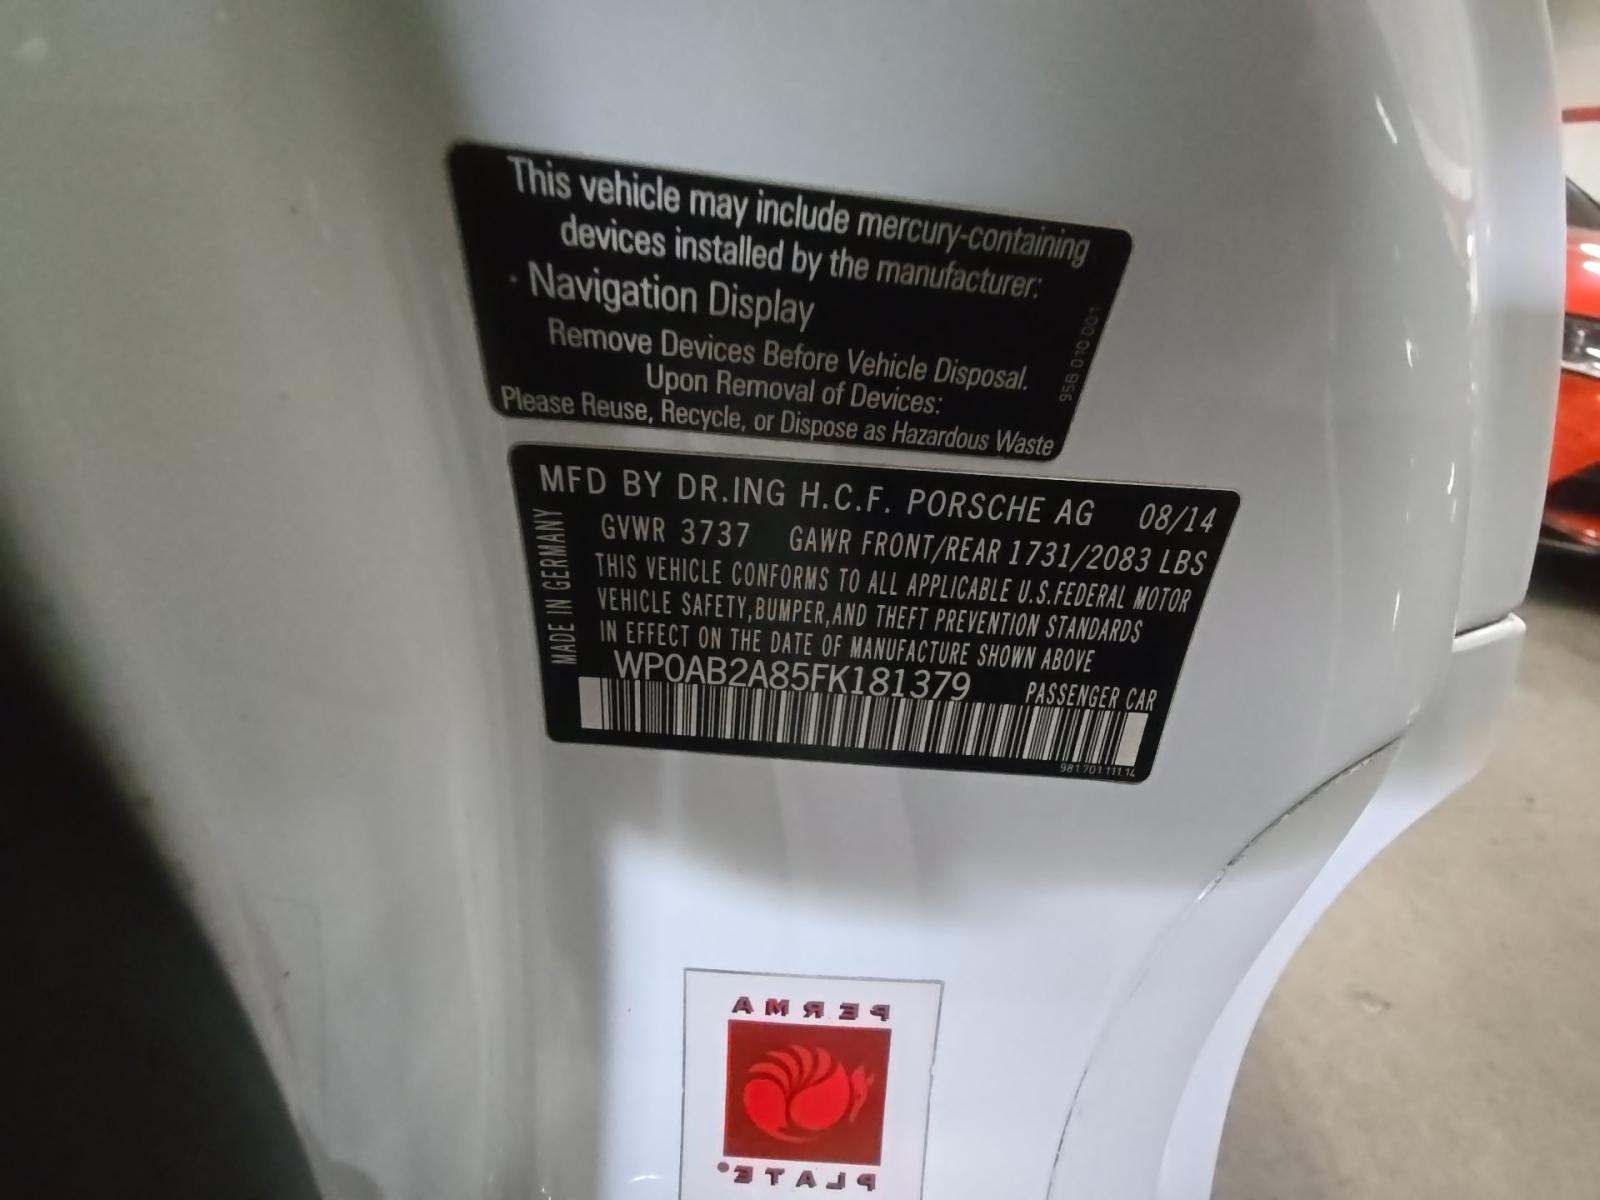 This vehicle may include mercury-containing
devices installed by the manufacturer:
· Navigation Display
Remove Devices Before Vehicle Disposal.
Upon Removal of Devices:
Please Reuse, Recycle, or Dispose as Hazardous Waste
958 010 001
MFD BY DR.ING H.C.F. PORSCHE AG 08/14
GVWR 3737 GAWR FRONT/REAR 1731/2083 LBS
THIS VEHICLE CONFORMS TO ALL APPLICABLE U.S.FEDERAL MOTOR
VEHICLE SAFETY,BUMPER,AND THEFT PREVENTION STANDARDS
IN EFFECT ON THE DATE OF MANUFACTURE SHOWN ABOVE
MADE IN GERMANY
WP0AB2A85FK181379 PASSENGER CAR
981.701.111.14
PERMA
PLATE®